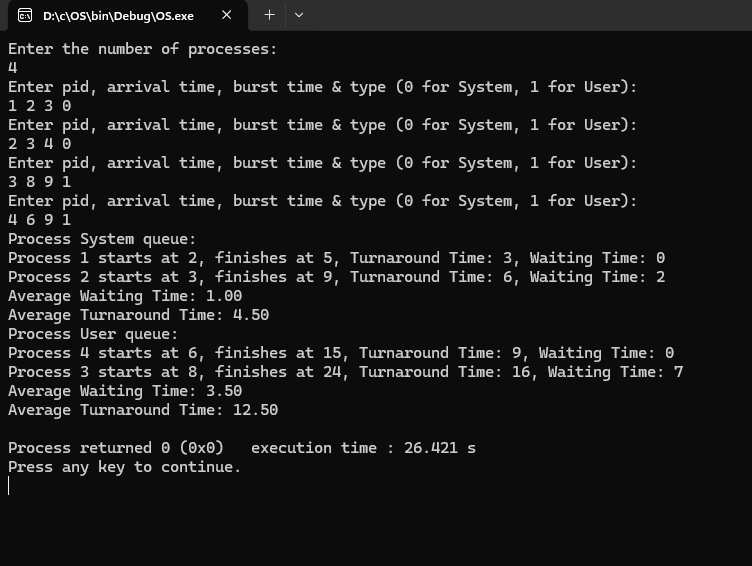 D:\c\OS\bin\Debug\OS.exe
Enter the number of processes:
4
Enter pid, arrival time, burst time & type (0 for System, 1 for User):
1 2 3 0
Enter pid, arrival time, burst time & type (0 for System, 1 for User):
2 3 4 0
Enter pid, arrival time, burst time & type (0 for System, 1 for User):
3 8 9 1
Enter pid, arrival time, burst time & type (0 for System, 1 for User):
4 6 9 1
Process System queue:
Process 1 starts at 2, finishes at 5, Turnaround Time: 3, Waiting Time: 0
Process 2 starts at 3, finishes at 9, Turnaround Time: 6, Waiting Time: 2
Average Waiting Time: 1.00
Average Turnaround Time: 4.50
Process User queue:
Process 4 starts at 6, finishes at 15, Turnaround Time: 9, Waiting Time: 0
Process 3 starts at 8, finishes at 24, Turnaround Time: 16, Waiting Time: 7
Average Waiting Time: 3.50
Average Turnaround Time: 12.50
Process returned 0 (0x0)   execution time : 26.421 s
Press any key to continue.